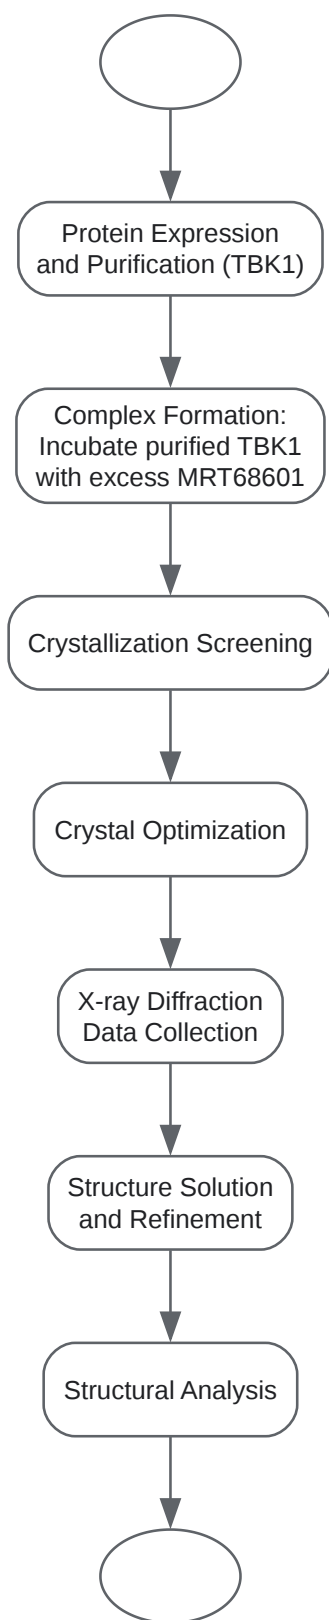 Protein Expression
and Purification (TBK1)
Complex Formation:
Incubate purified TBK1
with excess MRT68601
Crystallization Screening
Crystal Optimization
X-ray Diffraction
Data Collection
Structure Solution
and Refinement
Structural Analysis